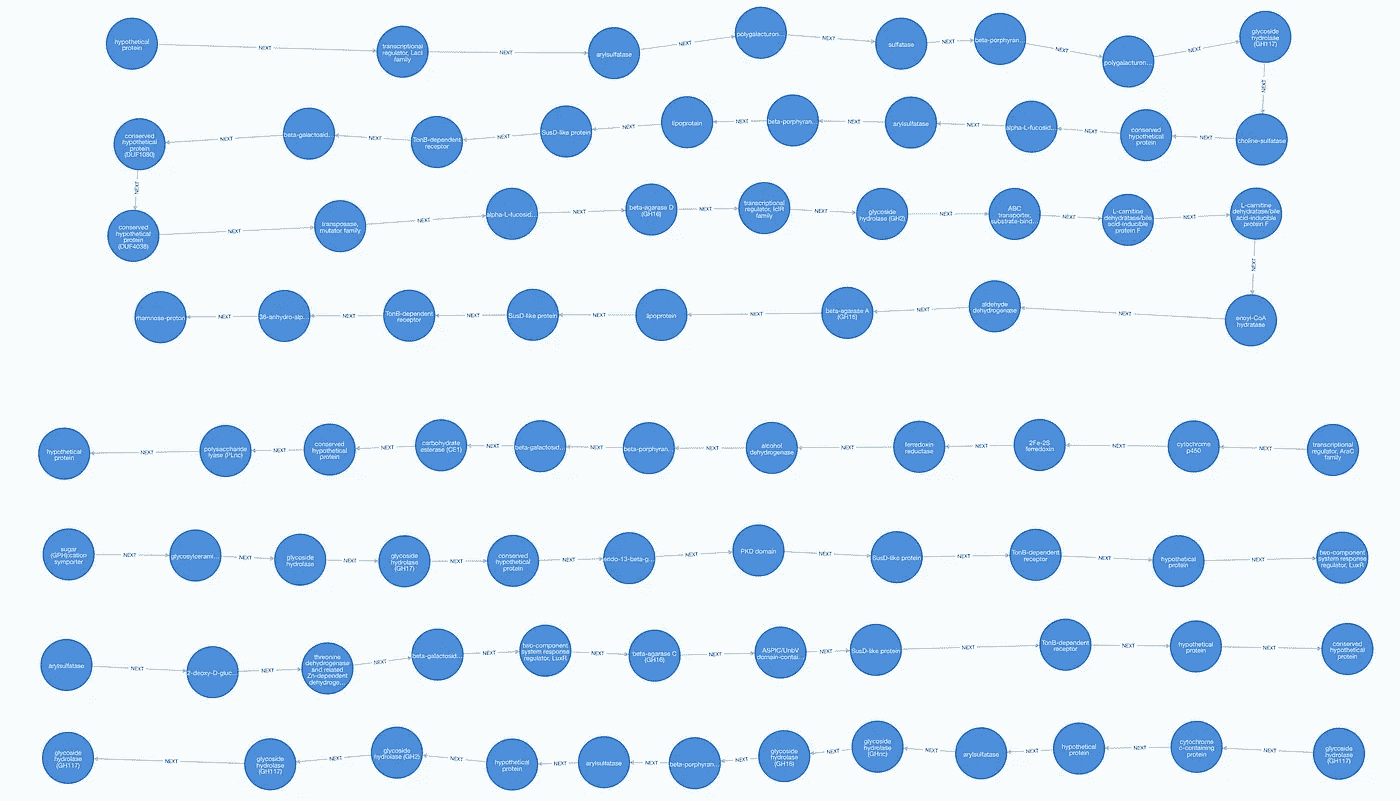 hypothetical
protein
NEXT
transcriptional
regulator, LacI
family
NEXT
arylsulfatase
NEXT
polygalacturon...
NEXT
sulfatase
NEXT
beta-porphyran...
NEXT
polygalacturon...
NEXT
glycoside
hydrolase
(GH117)
NEXT
conserved
hypothetical
protein
(DUF1080)
NEXT
beta-galactosid...
NEXT
TonB-dependent
receptor
NEXT
SusD-like protein
NEXT
lipoprotein
NEXT
beta-porphyran...
NEXT
arylsulfatase
NEXT
alpha-L-fucosid...
NEXT
conserved
hypothetical
protein
NEXT
choline-sulfatase
NEXT
conserved
hypothetical
protein
(DUF4038)
NEXT
transposase,
mutator family
NEXT
alpha-L-fucosid...
NEXT
beta-agarase D
(GH16)
NEXT
transcriptional
regulator, IclR
family
NEXT
glycoside
hydrolase (GH2)
NEXT
ABC
transporter,
substrate-bind...
NEXT
L-carnitine
dehydratase/bile
acid-inducible
protein F
NEXT
L-carnitine
dehydratase/bile
acid-inducible
protein F
NEXT
rhamnose-proton
NEXT
36-anhydro-alp...
NEXT
TonB-dependent
receptor
NEXT
SusD-like protein
NEXT
lipoprotein
NEXT
beta-agarase A
(GH16)
NEXT
aldehyde
dehydrogenase
NEXT
enoyl-CoA
hydratase
hypothetical
protein
NEXT
polysaccharide
lyase (PLnc)
NEXT
conserved
hypothetical
protein
NEXT
carbohydrate
esterase (CE1)
NEXT
beta-galactosid...
NEXT
beta-porphyran...
NEXT
alcohol
dehydrogenase
NEXT
ferredoxin
reductase
NEXT
2Fe-2S
ferredoxin
NEXT
cytochrome
p450
NEXT
transcriptional
regulator, AraC
family
sugar
(GPH):cation
symporter
NEXT
glycosylcerami...
NEXT
glycoside
hydrolase
NEXT
glycoside
hydrolase
(GH17)
NEXT
conserved
hypothetical
protein
NEXT
endo-13-beta-g...
NEXT
PKD domain
NEXT
SusD-like protein
NEXT
TonB-dependent
receptor
NEXT
hypothetical
protein
NEXT
two-component
system response
regulator, LuxR
arylsulfatase
NEXT
2-deoxy-D-gluc...
NEXT
threonine
dehydrogenase
and related
Zn-dependent
dehydroge...
NEXT
beta-galactosid...
NEXT
two-component
system response
regulator, LuxR
NEXT
beta-agarase C
(GH16)
NEXT
ASPIC/UnbV
domain-contai...
NEXT
SusD-like protein
NEXT
TonB-dependent
receptor
NEXT
hypothetical
protein
NEXT
conserved
hypothetical
protein
glycoside
hydrolase
(GH117)
NEXT
glycoside
hydrolase
(GH117)
NEXT
glycoside
hydrolase (GH2)
NEXT
hypothetical
protein
NEXT
arylsulfatase
NEXT
beta-porphyran...
NEXT
glycoside
hydrolase
(GH16)
NEXT
glycoside
hydrolase
(GHnc)
NEXT
arylsulfatase
NEXT
hypothetical
protein
NEXT
cytochrome
c-containing
protein
NEXT
glycoside
hydrolase
(GH117)